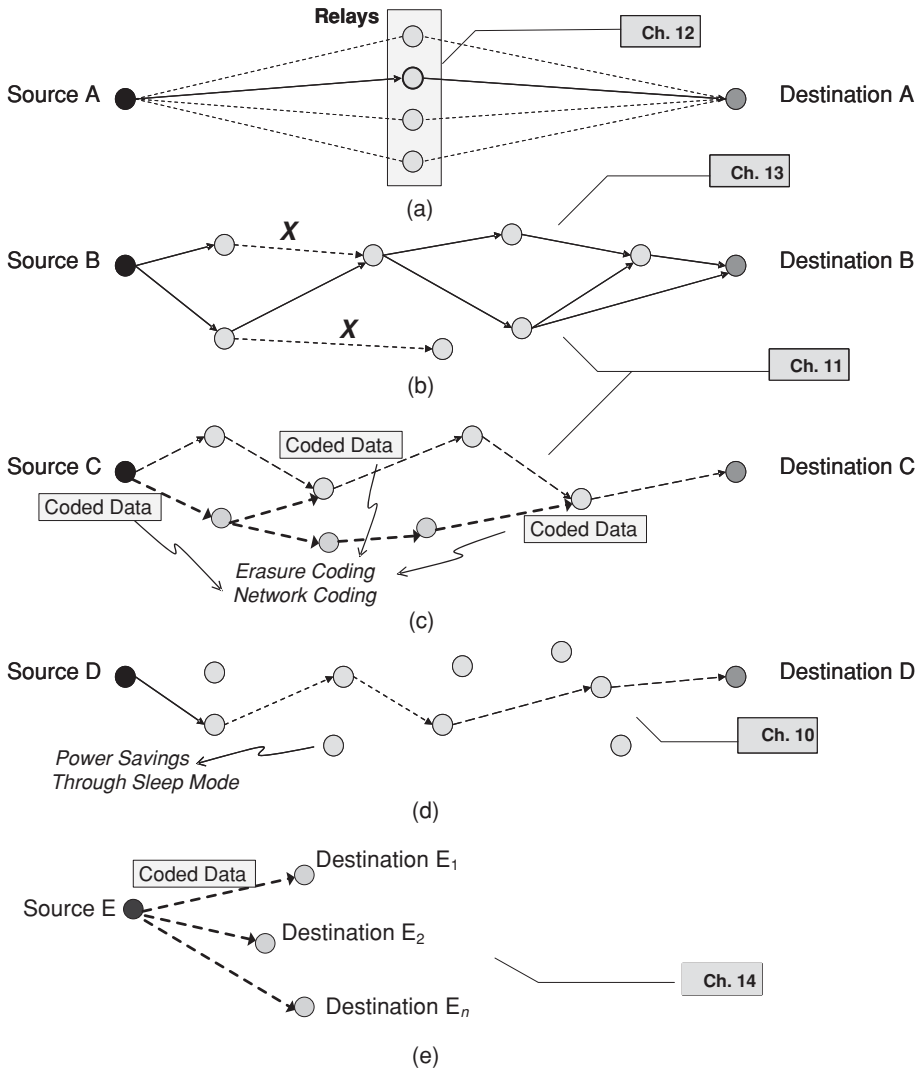 Relays
Ch. 12
Source A
Destination A
Ch. 13
(a)
X
Source B
Destination B
X
Ch. 11
(b)
Coded Data
Source C
Destination C
Coded Data
Coded Data
Erasure Coding
Network Coding
(c)
Source D
Destination D
Ch. 10
Power Savings
Through Sleep Mode
(d)
Destination E1
Coded Data
Source E
Destination E2
Ch. 14
Destination En
(e)